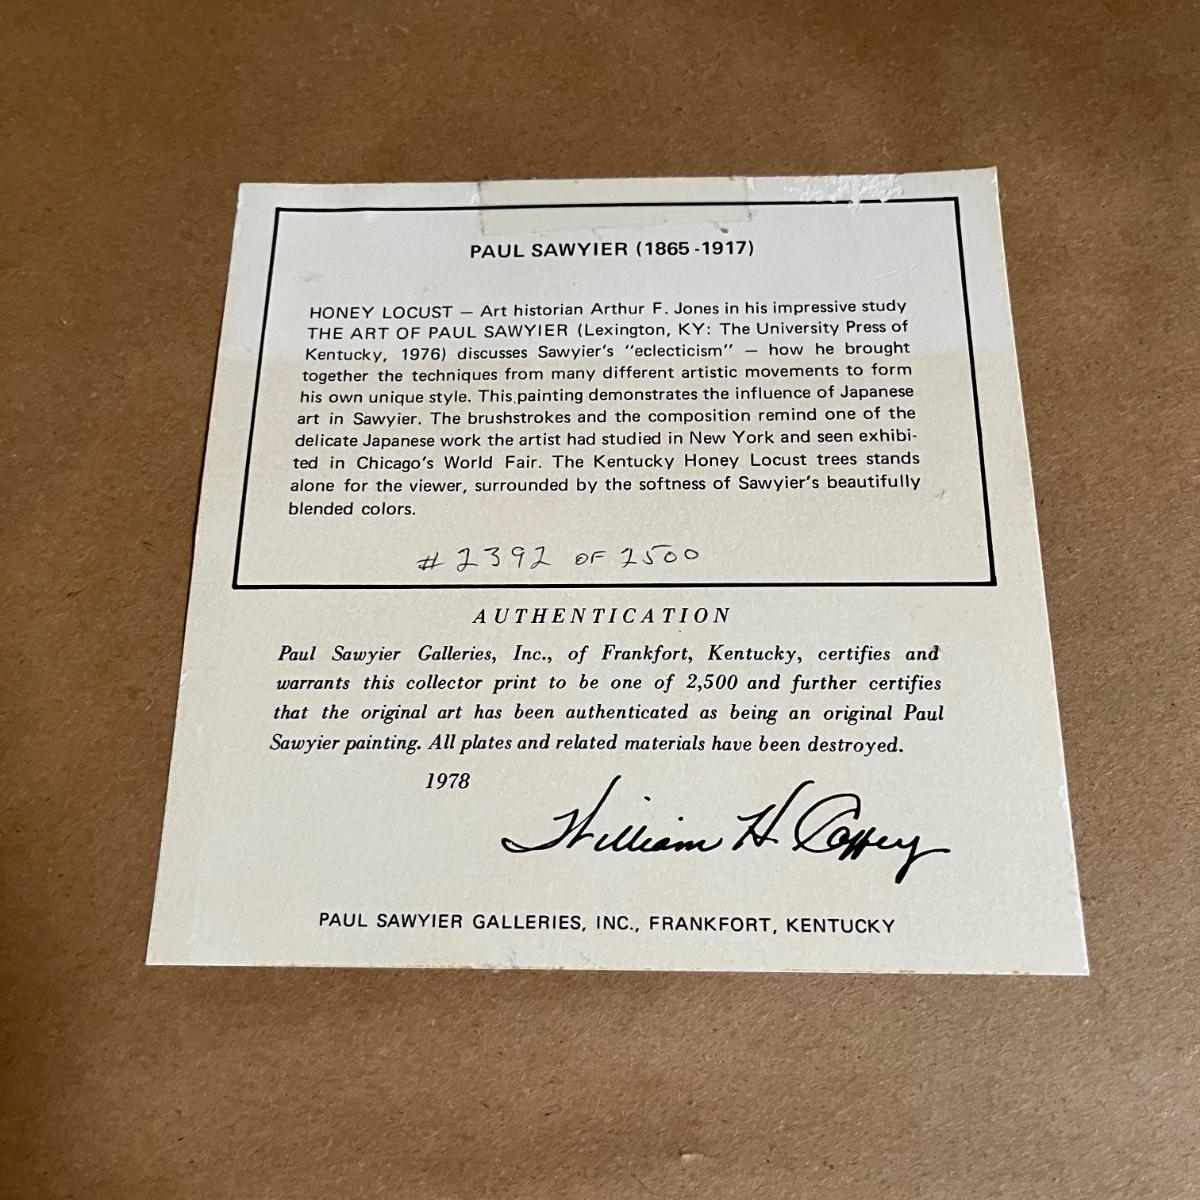 PAUL SAWYIER (1865-1917)
HONEY LOCUST — Art historian Arthur F. Jones in his impressive study
THE ART OF PAUL SAWYIER (Lexington, KY: The University Press of
Kentucky, 1976) discusses Sawyier's "eclecticism" — how he brought
together the techniques from many different artistic movements to form
his own unique style. This painting demonstrates the influence of Japanese
art in Sawyier. The brushstrokes and the composition remind one of the
delicate Japanese work the artist had studied in New York and seen exhibi-
ted in Chicago's World Fair. The Kentucky Honey Locust trees stands
alone for the viewer, surrounded by the softness of Sawyier's beautifully
blended colors.
# 2392 OF 2500
AUTHENTICATION
Paul Sawyier Galleries, Inc., of Frankfort, Kentucky, certifies and
warrants this collector print to be one of 2,500 and further certifies
that the original art has been authenticated as being an original Paul
Sawyier painting. All plates and related materials have been destroyed.
1978
William H Coffey
PAUL SAWYIER GALLERIES, INC., FRANKFORT, KENTUCKY